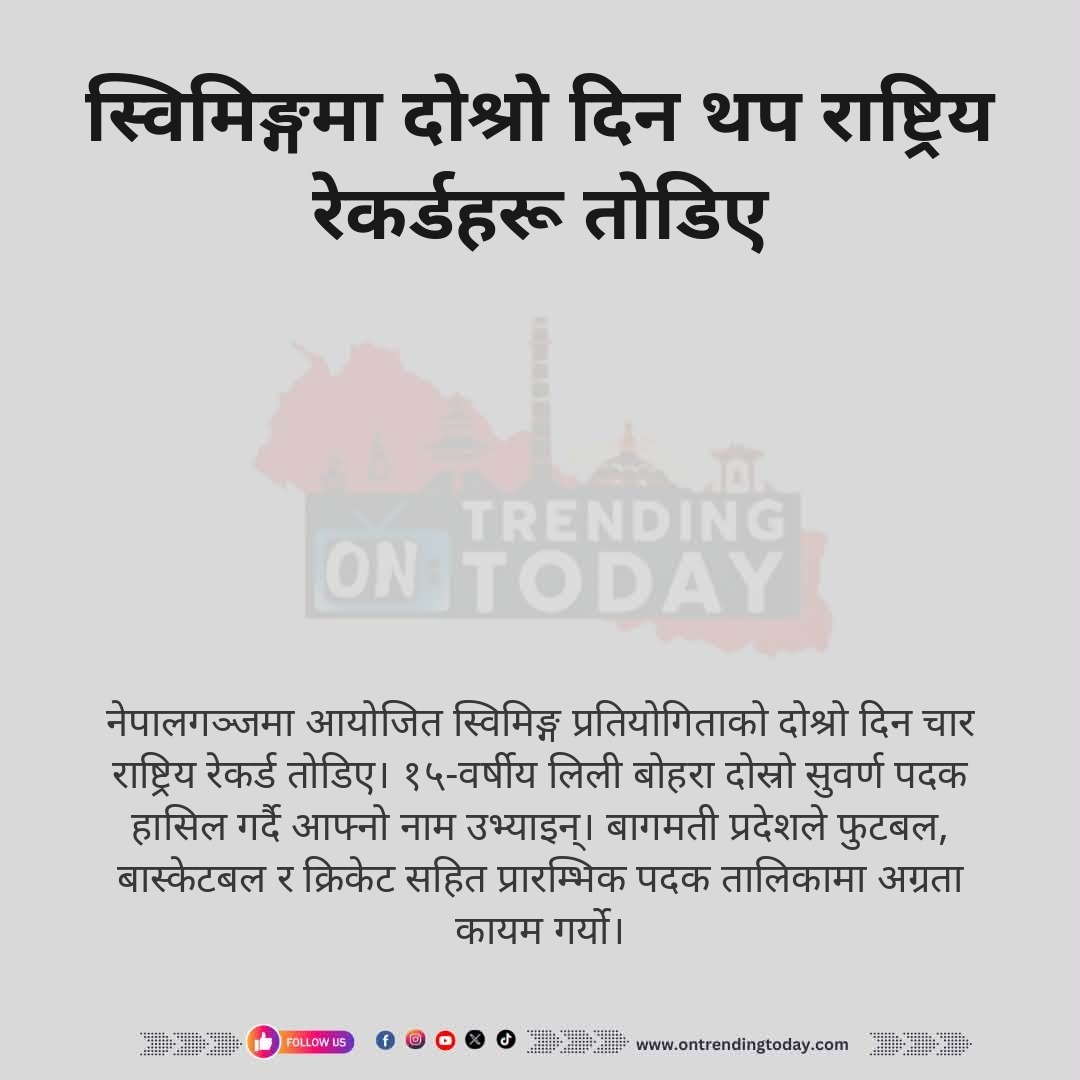 स्विमिङ्गमा दोश्रो दिन थप राष्ट्रिय
रेकर्डहरू तोडिए
TRENDING
ON TODAY
नेपालगञ्जमा आयोजित स्विमिङ्ग प्रतियोगिताको दोश्रो दिन चार
राष्ट्रिय रेकर्ड तोडिए। १५-वर्षीय लिली बोहरा दोस्रो सुवर्ण पदक
हासिल गर्दै आफ्नो नाम उभ्याइन्। बागमती प्रदेशले फुटबल,
बास्केटबल र क्रिकेट सहित प्रारम्भिक पदक तालिकामा अग्रता
कायम गर्यो।
FOLLOW US www.ontrendingtoday.com